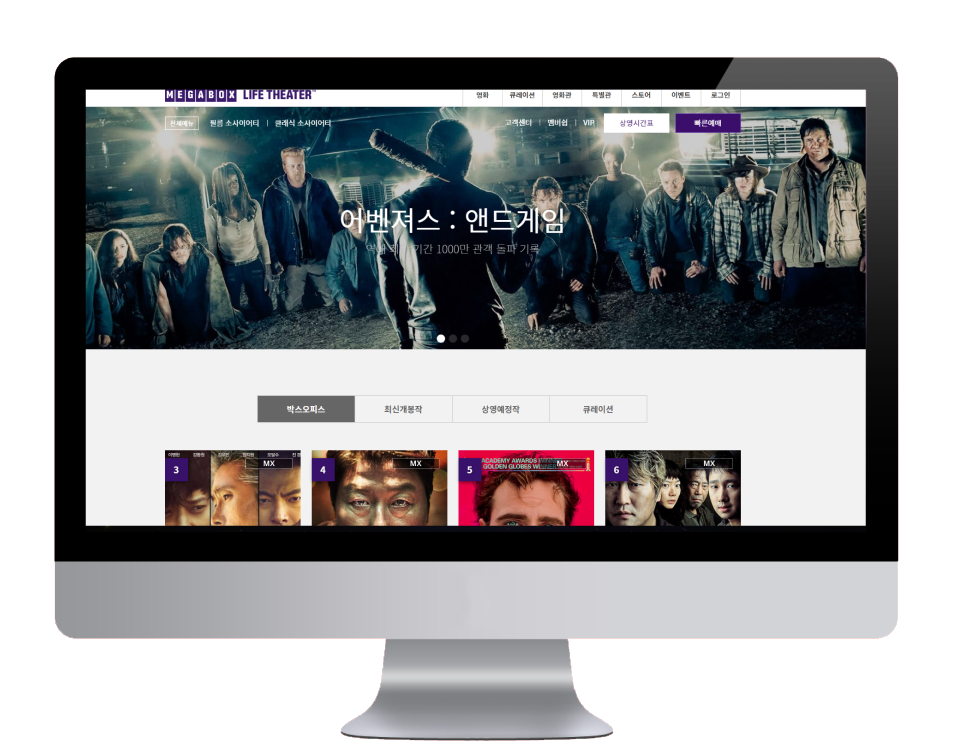 MEGABOX LIFE THEATER
영화 큐레이션 영화관 특별관 스토어 이벤트 로그인
전체메뉴 필름 소사이어티 | 클래식 소사이어티
고객센터 | 멤버쉽 | VIP 상영시간표 빠른예매
어벤져스 : 앤드게임
기간 1000만 관객 돌파 기록
박스오피스 최신개봉작 상영예정작 큐레이션
3 MX
4 MX
ACADEMY AWARDS
GOLDEN GLOBES
5 MX
6 MX